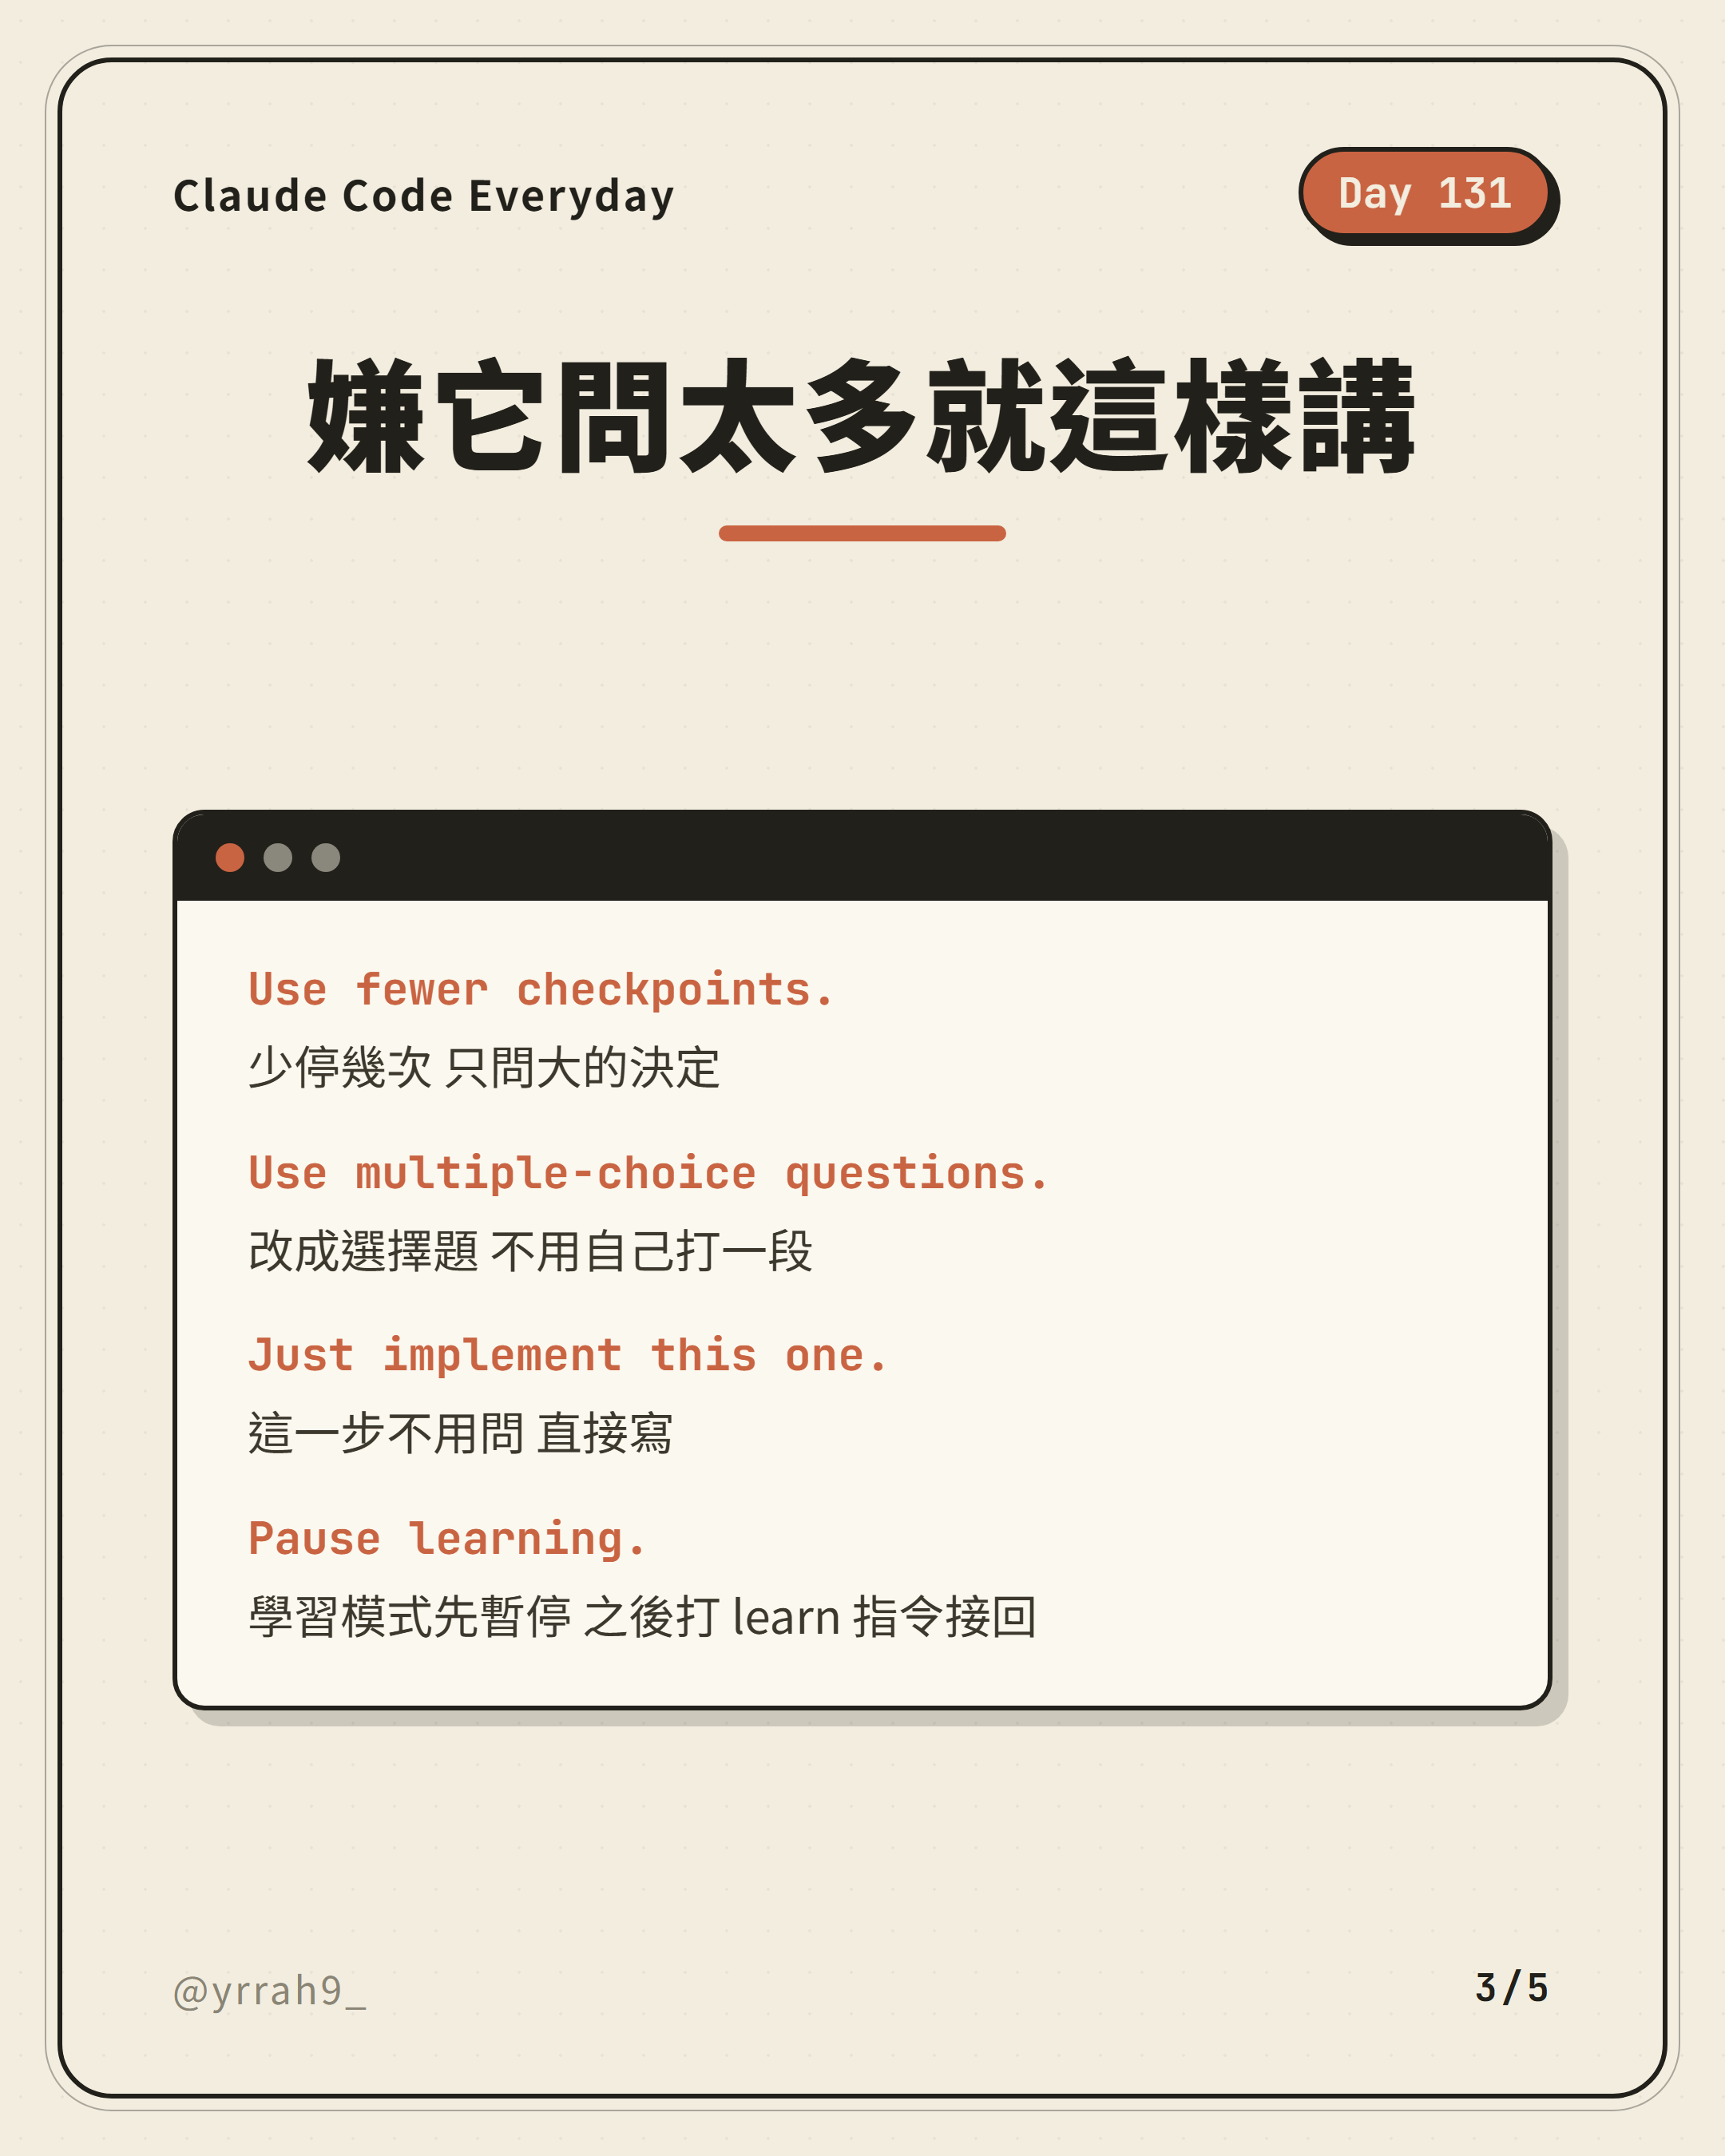 Claude Code Everyday
Day 131
嫌它問太多就這樣講
Use fewer checkpoints.
少停幾次 只問大的決定
Use multiple-choice questions.
改成選擇題 不用自己打一段
Just implement this one.
這一步不用問 直接寫
Pause learning.
學習模式先暫停 之後打 learn 指令接回
@yrrah9_
3/5